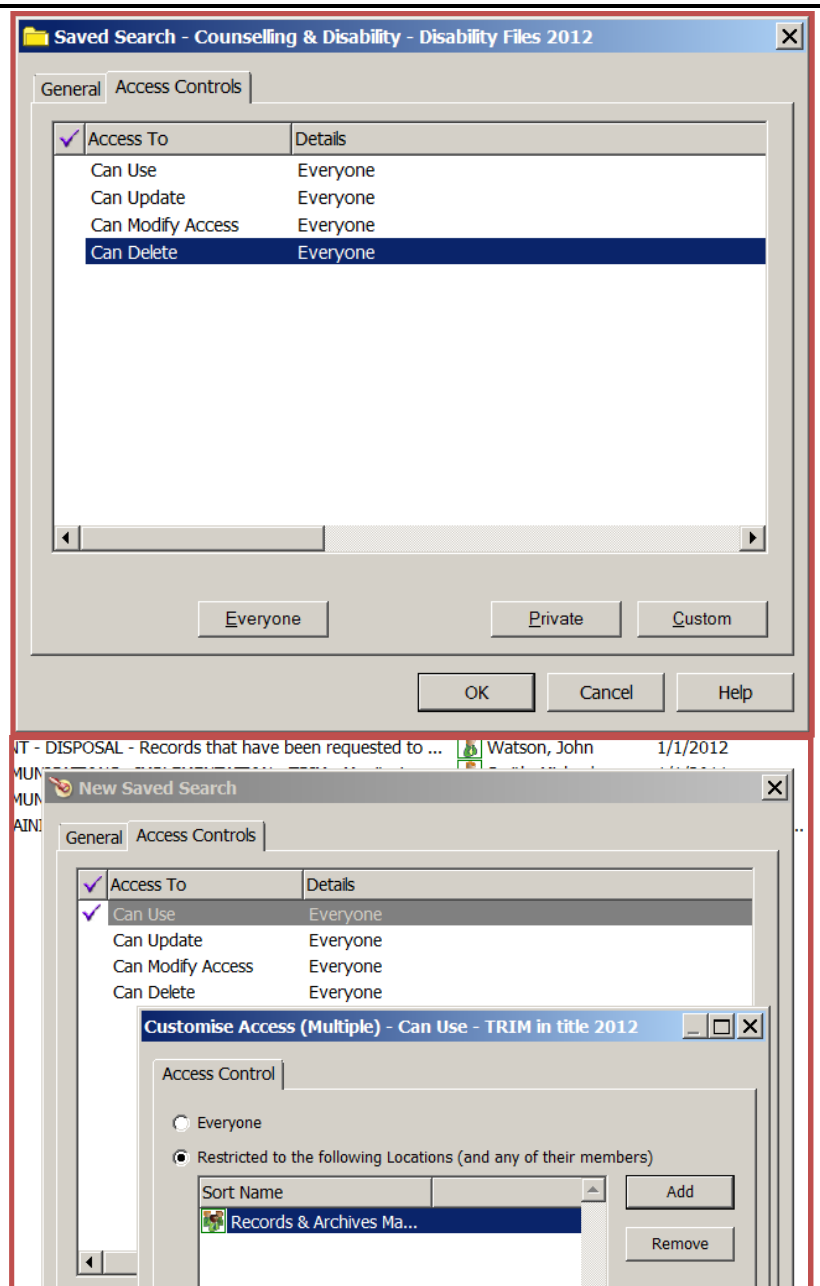 Saved Search - Counselling & Disability - Disability Files 2012
General Access Controls
Access To Details
Can Use Everyone
Can Update Everyone
Can Modify Access Everyone
Can Delete Everyone
Everyone Private Custom
OK Cancel Help
NT - DISPOSAL - Records that have been requested to ... Watson, John 1/1/2012
MUN
New Saved Search
MUN
AINI ..
General Access Controls
Access To Details
Can Use Everyone
Can Update Everyone
Can Modify Access Everyone
Can Delete Everyone
Customise Access (Multiple) - Can Use - TRIM in title 2012
Access Control
Everyone
Restricted to the following Locations (and any of their members)
Sort Name Add
Records & Archives Ma...
Remove